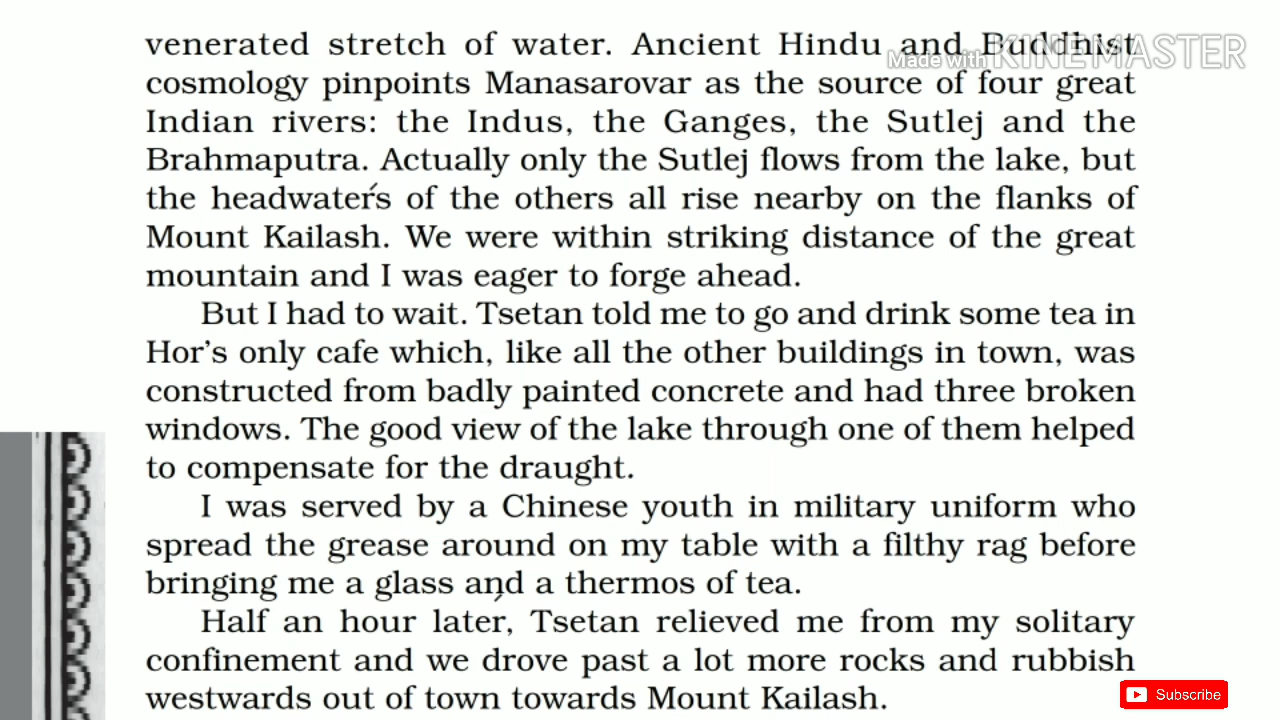 venerated stretch of water. Ancient Hindu and Buddhist
Made with KINEMASTER
cosmology pinpoints Manasarovar as the source of four great
Indian rivers: the Indus, the Ganges, the Sutlej and the
Brahmaputra. Actually only the Sutlej flows from the lake, but
the headwaters of the others all rise nearby on the flanks of
Mount Kailash. We were within striking distance of the great
mountain and I was eager to forge ahead.
But I had to wait. Tsetan told me to go and drink some tea in
Hor's only cafe which, like all the other buildings in town, was
constructed from badly painted concrete and had three broken
windows. The good view of the lake through one of them helped
to compensate for the draught.
I was served by a Chinese youth in military uniform who
spread the grease around on my table with a filthy rag before
bringing me a glass and a thermos of tea.
Half an hour later, Tsetan relieved me from my solitary
confinement and we drove past a lot more rocks and rubbish
westwards out of town towards Mount Kailash.
Subscribe